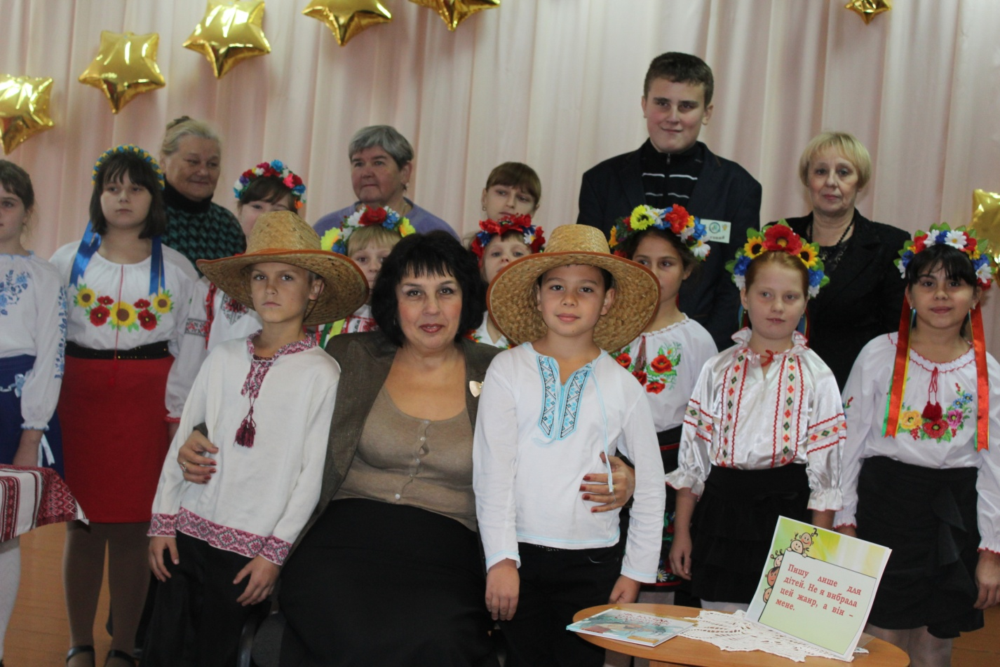 Пишу лише для
дітей. Не я вибрала
цей жанр, а він –
мене.